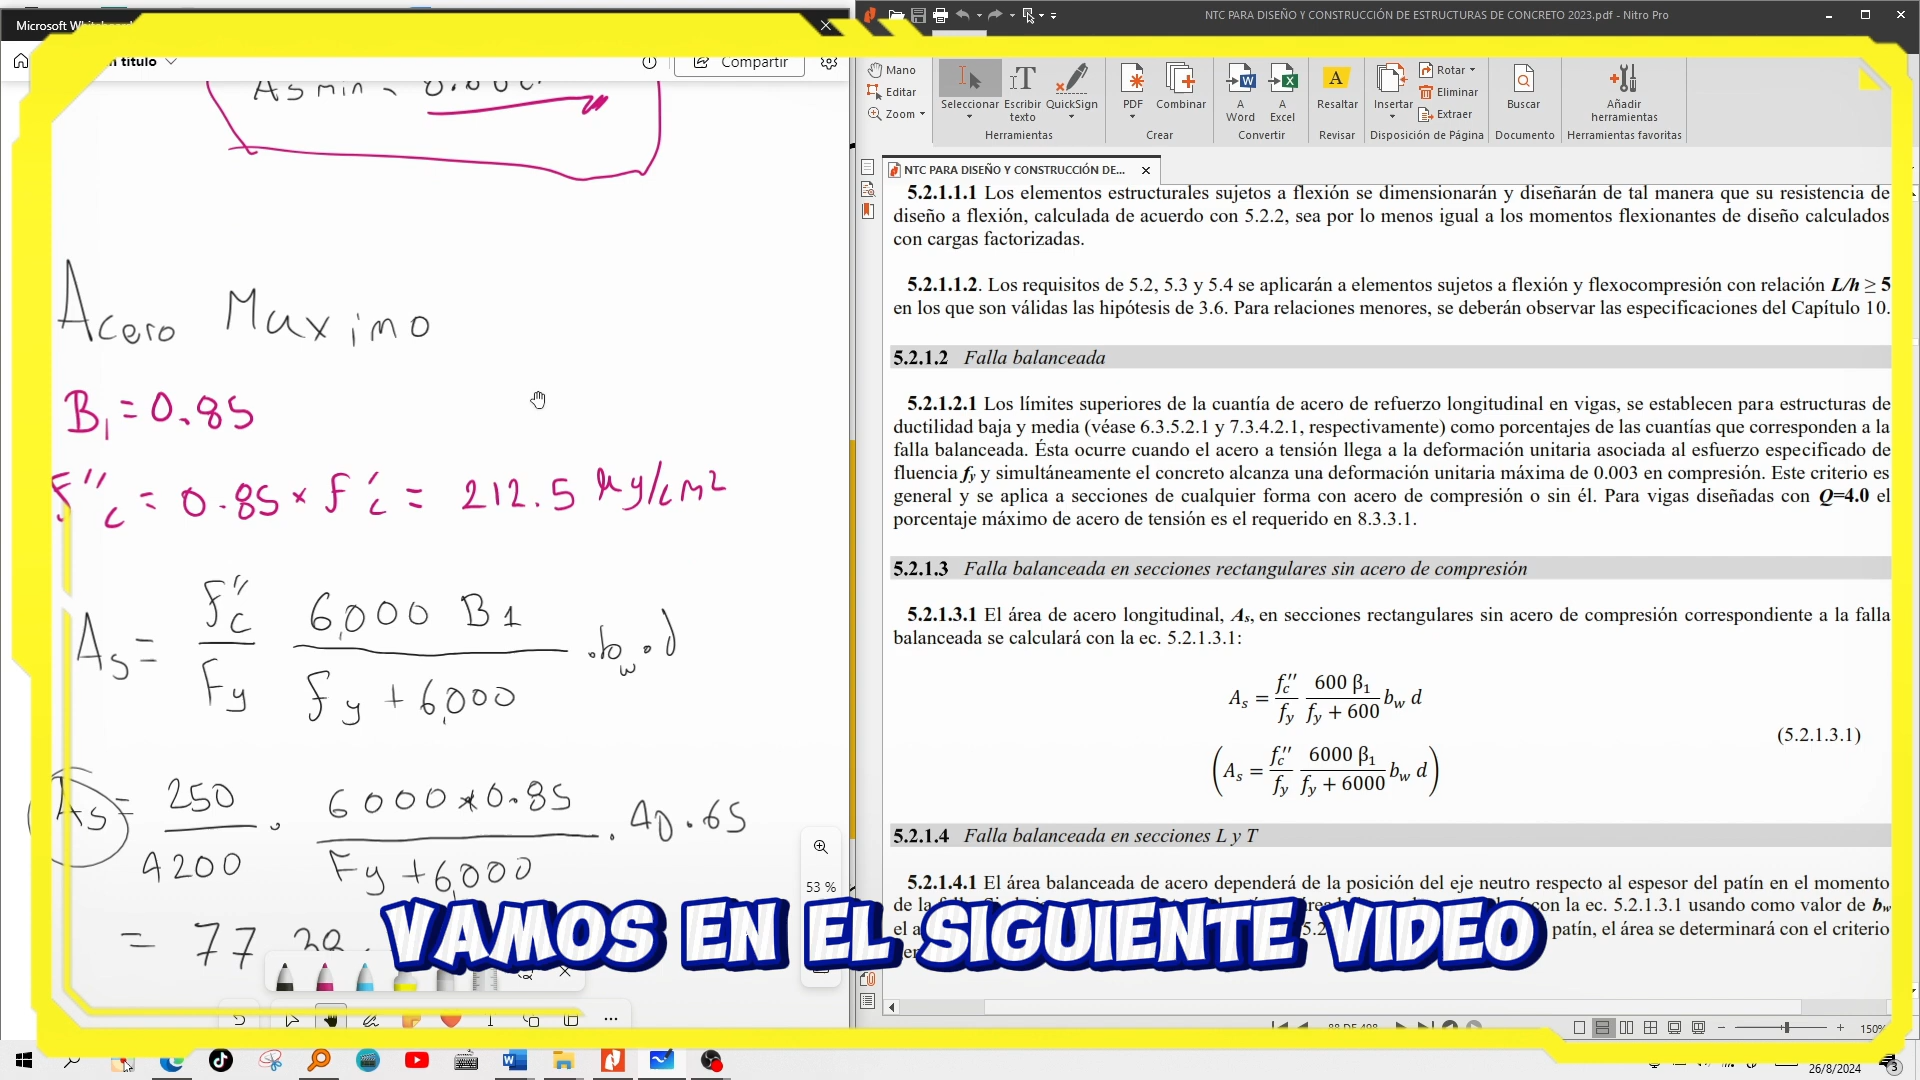 Microsoft Whiteboard
NTC PARA DISEÑO Y CONSTRUCCIÓN DE ESTRUCTURAS DE CONCRETO 2023.pdf - Nitro Pro
título
Compartir
Mano
Editar
Zoom
Seleccionar
Escribir texto
QuickSign
Herramientas
PDF
Combinar
Crear
A Word
A Excel
Convertir
Resaltar
Revisar
Insertar
Rotar
Eliminar
Extraer
Disposición de Página
Buscar
Documento
Añadir herramientas
Herramientas favoritas
NTC PARA DISEÑO Y CONSTRUCCIÓN DE...
As min
Acero Maximo
B1 = 0.85
f''c = 0.85 × f'c = 212.5 Kg/cm2
As = f''c / Fy 6,000 B1 / fy + 6,000 . bw . d
As = 250 / 4200 . 6000*0.85 / Fy + 6,000 . 40.65
= 77.28
53 %
5.2.1.1.1 Los elementos estructurales sujetos a flexión se dimensionarán y diseñarán de tal manera que su resistencia de
diseño a flexión, calculada de acuerdo con 5.2.2, sea por lo menos igual a los momentos flexionantes de diseño calculados
con cargas factorizadas.
5.2.1.1.2. Los requisitos de 5.2, 5.3 y 5.4 se aplicarán a elementos sujetos a flexión y flexocompresión con relación L/h ≥ 5
en los que son válidas las hipótesis de 3.6. Para relaciones menores, se deberán observar las especificaciones del Capítulo 10.
5.2.1.2 Falla balanceada
5.2.1.2.1 Los límites superiores de la cuantía de acero de refuerzo longitudinal en vigas, se establecen para estructuras de
ductilidad baja y media (véase 6.3.5.2.1 y 7.3.4.2.1, respectivamente) como porcentajes de las cuantías que corresponden a la
falla balanceada. Ésta ocurre cuando el acero a tensión llega a la deformación unitaria asociada al esfuerzo especificado de
fluencia fy y simultáneamente el concreto alcanza una deformación unitaria máxima de 0.003 en compresión. Este criterio es
general y se aplica a secciones de cualquier forma con acero de compresión o sin él. Para vigas diseñadas con Q=4.0 el
porcentaje máximo de acero de tensión es el requerido en 8.3.3.1.
5.2.1.3 Falla balanceada en secciones rectangulares sin acero de compresión
5.2.1.3.1 El área de acero longitudinal, As, en secciones rectangulares sin acero de compresión correspondiente a la falla
balanceada se calculará con la ec. 5.2.1.3.1:
As = fc''/fy 600 β1/fy + 600 bw d
(5.2.1.3.1)
(As = fc''/fy 6000 β1/fy + 6000 bw d)
5.2.1.4 Falla balanceada en secciones L y T
5.2.1.4.1 El área balanceada de acero dependerá de la posición del eje neutro respecto al espesor del patín en el momento
de la con la ec. 5.2.1.3.1 usando como valor de bw
el patín, el área se determinará con el criterio
VAMOS EN EL SIGUIENTE VIDEO
88 DE 498
150%
26/8/2024
3